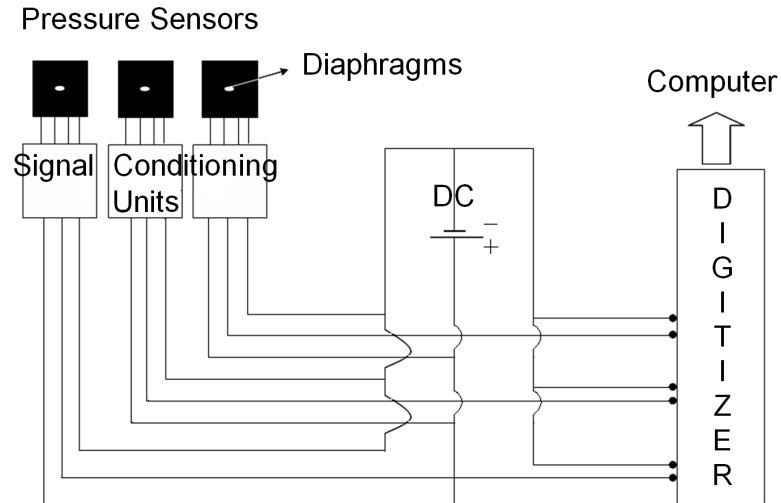 Pressure Sensors
Diaphragms
Computer
Signal Conditioning
Units
DC
−
+
D
I
G
I
T
I
Z
E
R